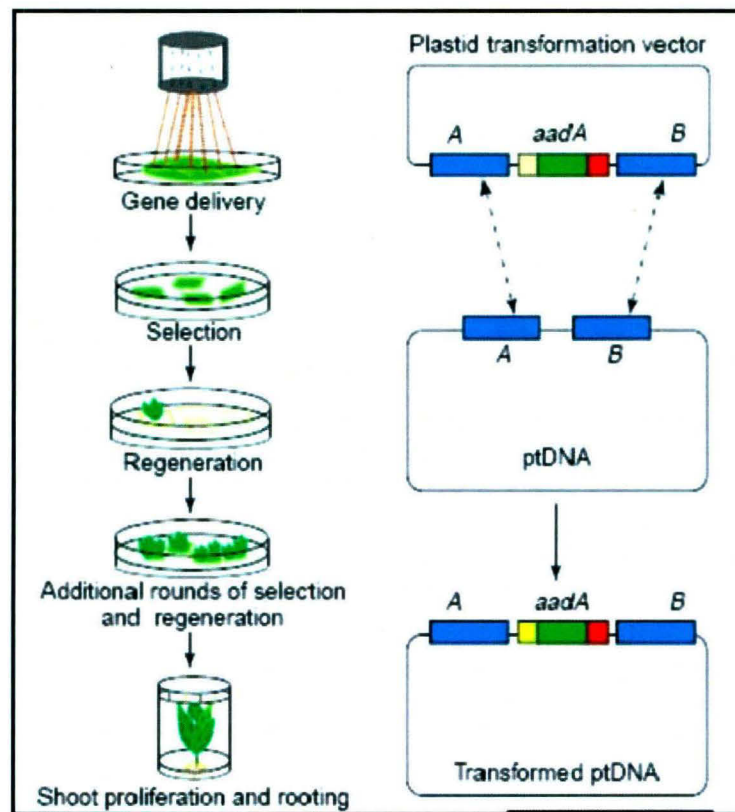 Gene delivery
Selection
Regeneration
Additional rounds of selection
and regeneration
Shoot proliferation and rooting
Plastid transformation vector
A aadA B
A B
ptDNA
A aadA B
Transformed ptDNA